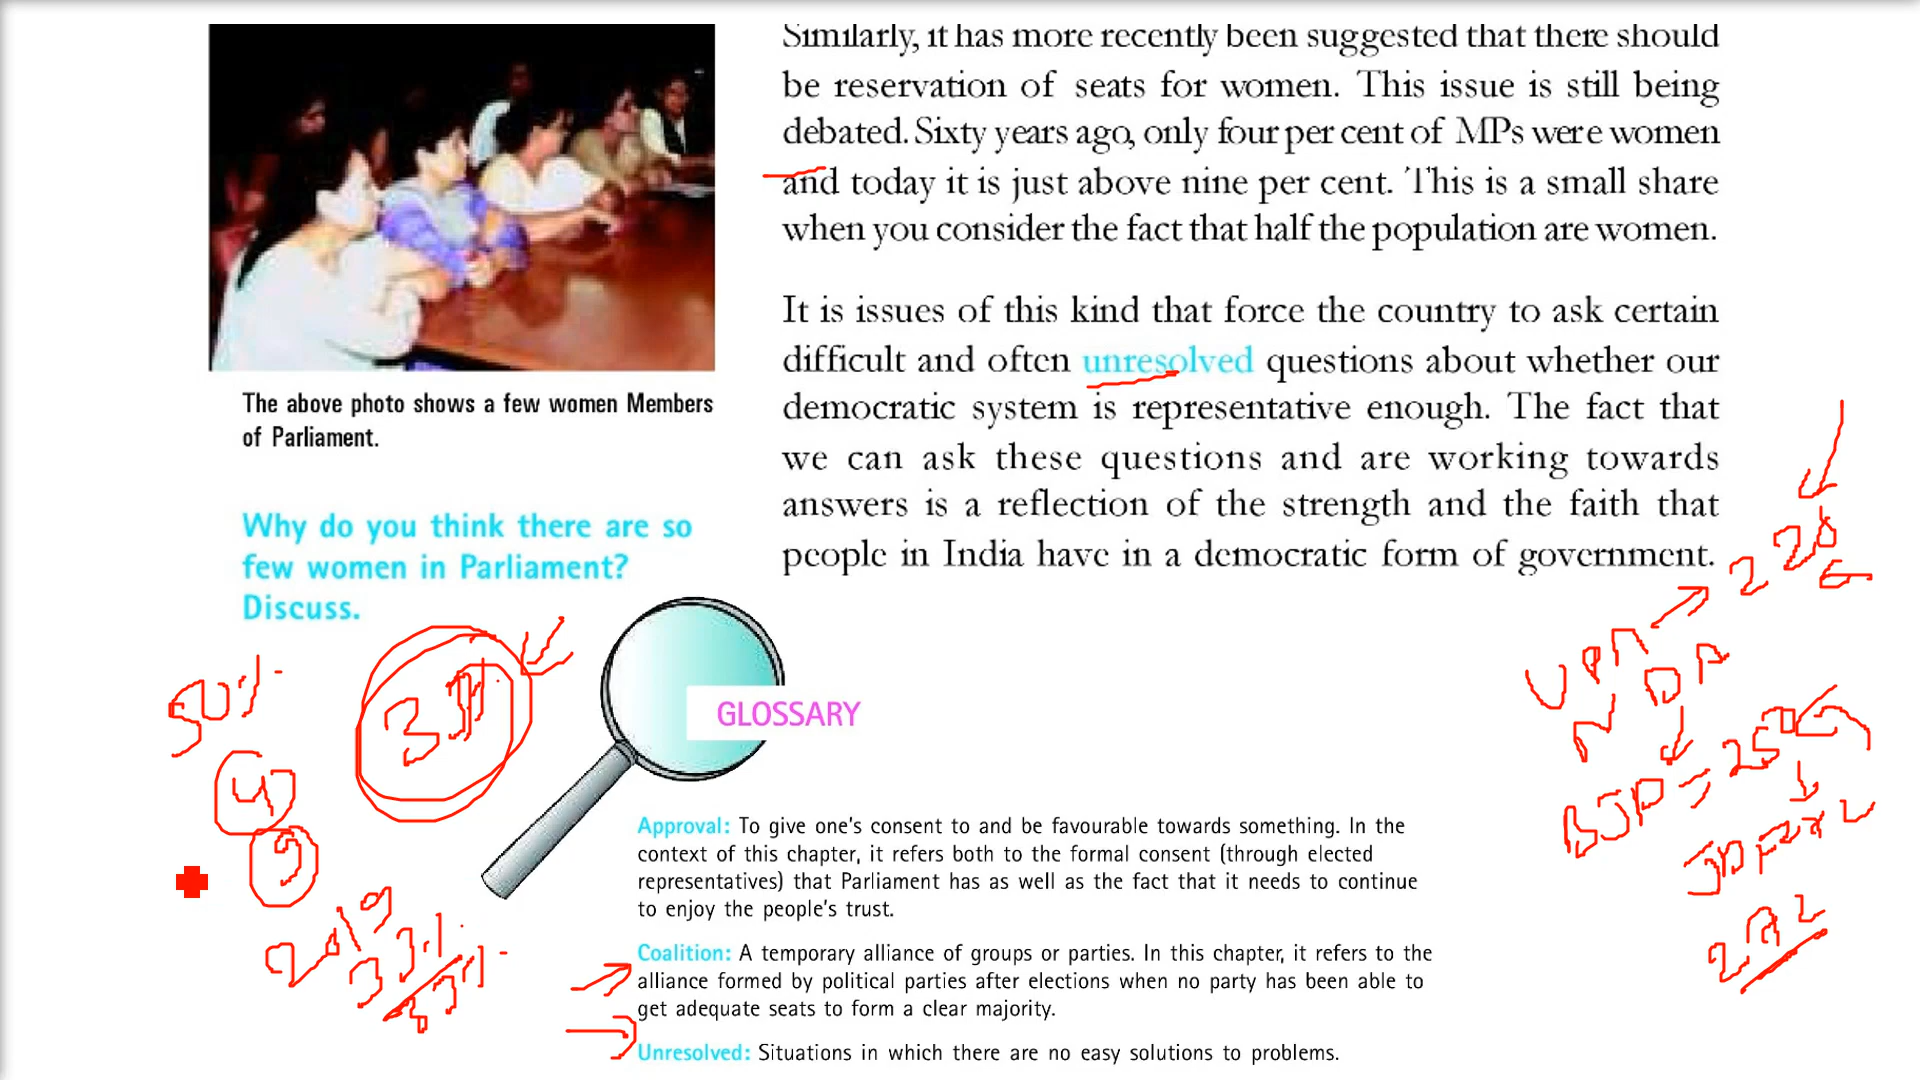 Similarly, it has more recently been suggested that there should
be reservation of seats for women. This issue is still being
debated. Sixty years ago, only four per cent of MPs were women
and today it is just above nine per cent. This is a small share
when you consider the fact that half the population are women.
It is issues of this kind that force the country to ask certain
difficult and often unresolved questions about whether our
democratic system is representative enough. The fact that
we can ask these questions and are working towards
answers is a reflection of the strength and the faith that
people in India have in a democratic form of government.
The above photo shows a few women Members
of Parliament.
Why do you think there are so
few women in Parliament?
Discuss.
GLOSSARY
Approval: To give one's consent to and be favourable towards something. In the
context of this chapter, it refers both to the formal consent (through elected
representatives) that Parliament has as well as the fact that it needs to continue
to enjoy the people's trust.
Coalition: A temporary alliance of groups or parties. In this chapter, it refers to the
alliance formed by political parties after elections when no party has been able to
get adequate seats to form a clear majority.
Unresolved: Situations in which there are no easy solutions to problems.
50%
4
9
2019
UPA
NDA
BJP =
272